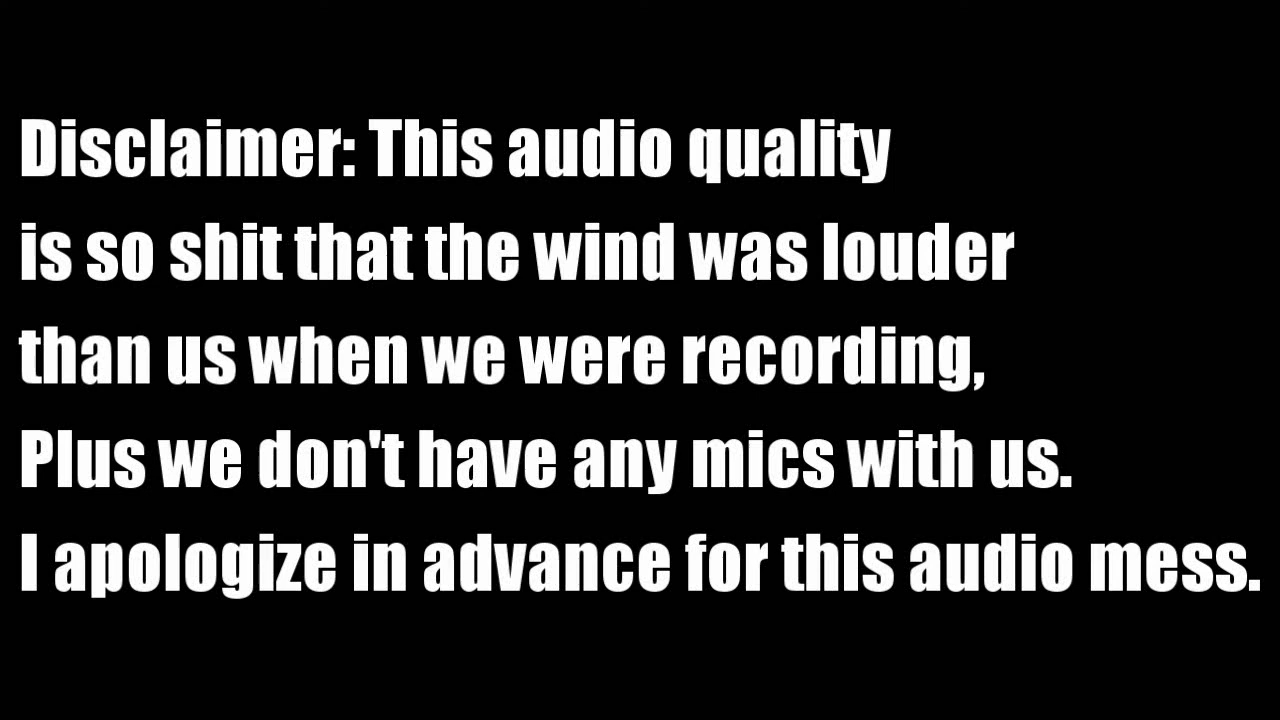 Disclaimer: This audio quality
is so shit that the wind was louder
than us when we were recording,
Plus we don't have any mics with us.
I apologize in advance for this audio mess.